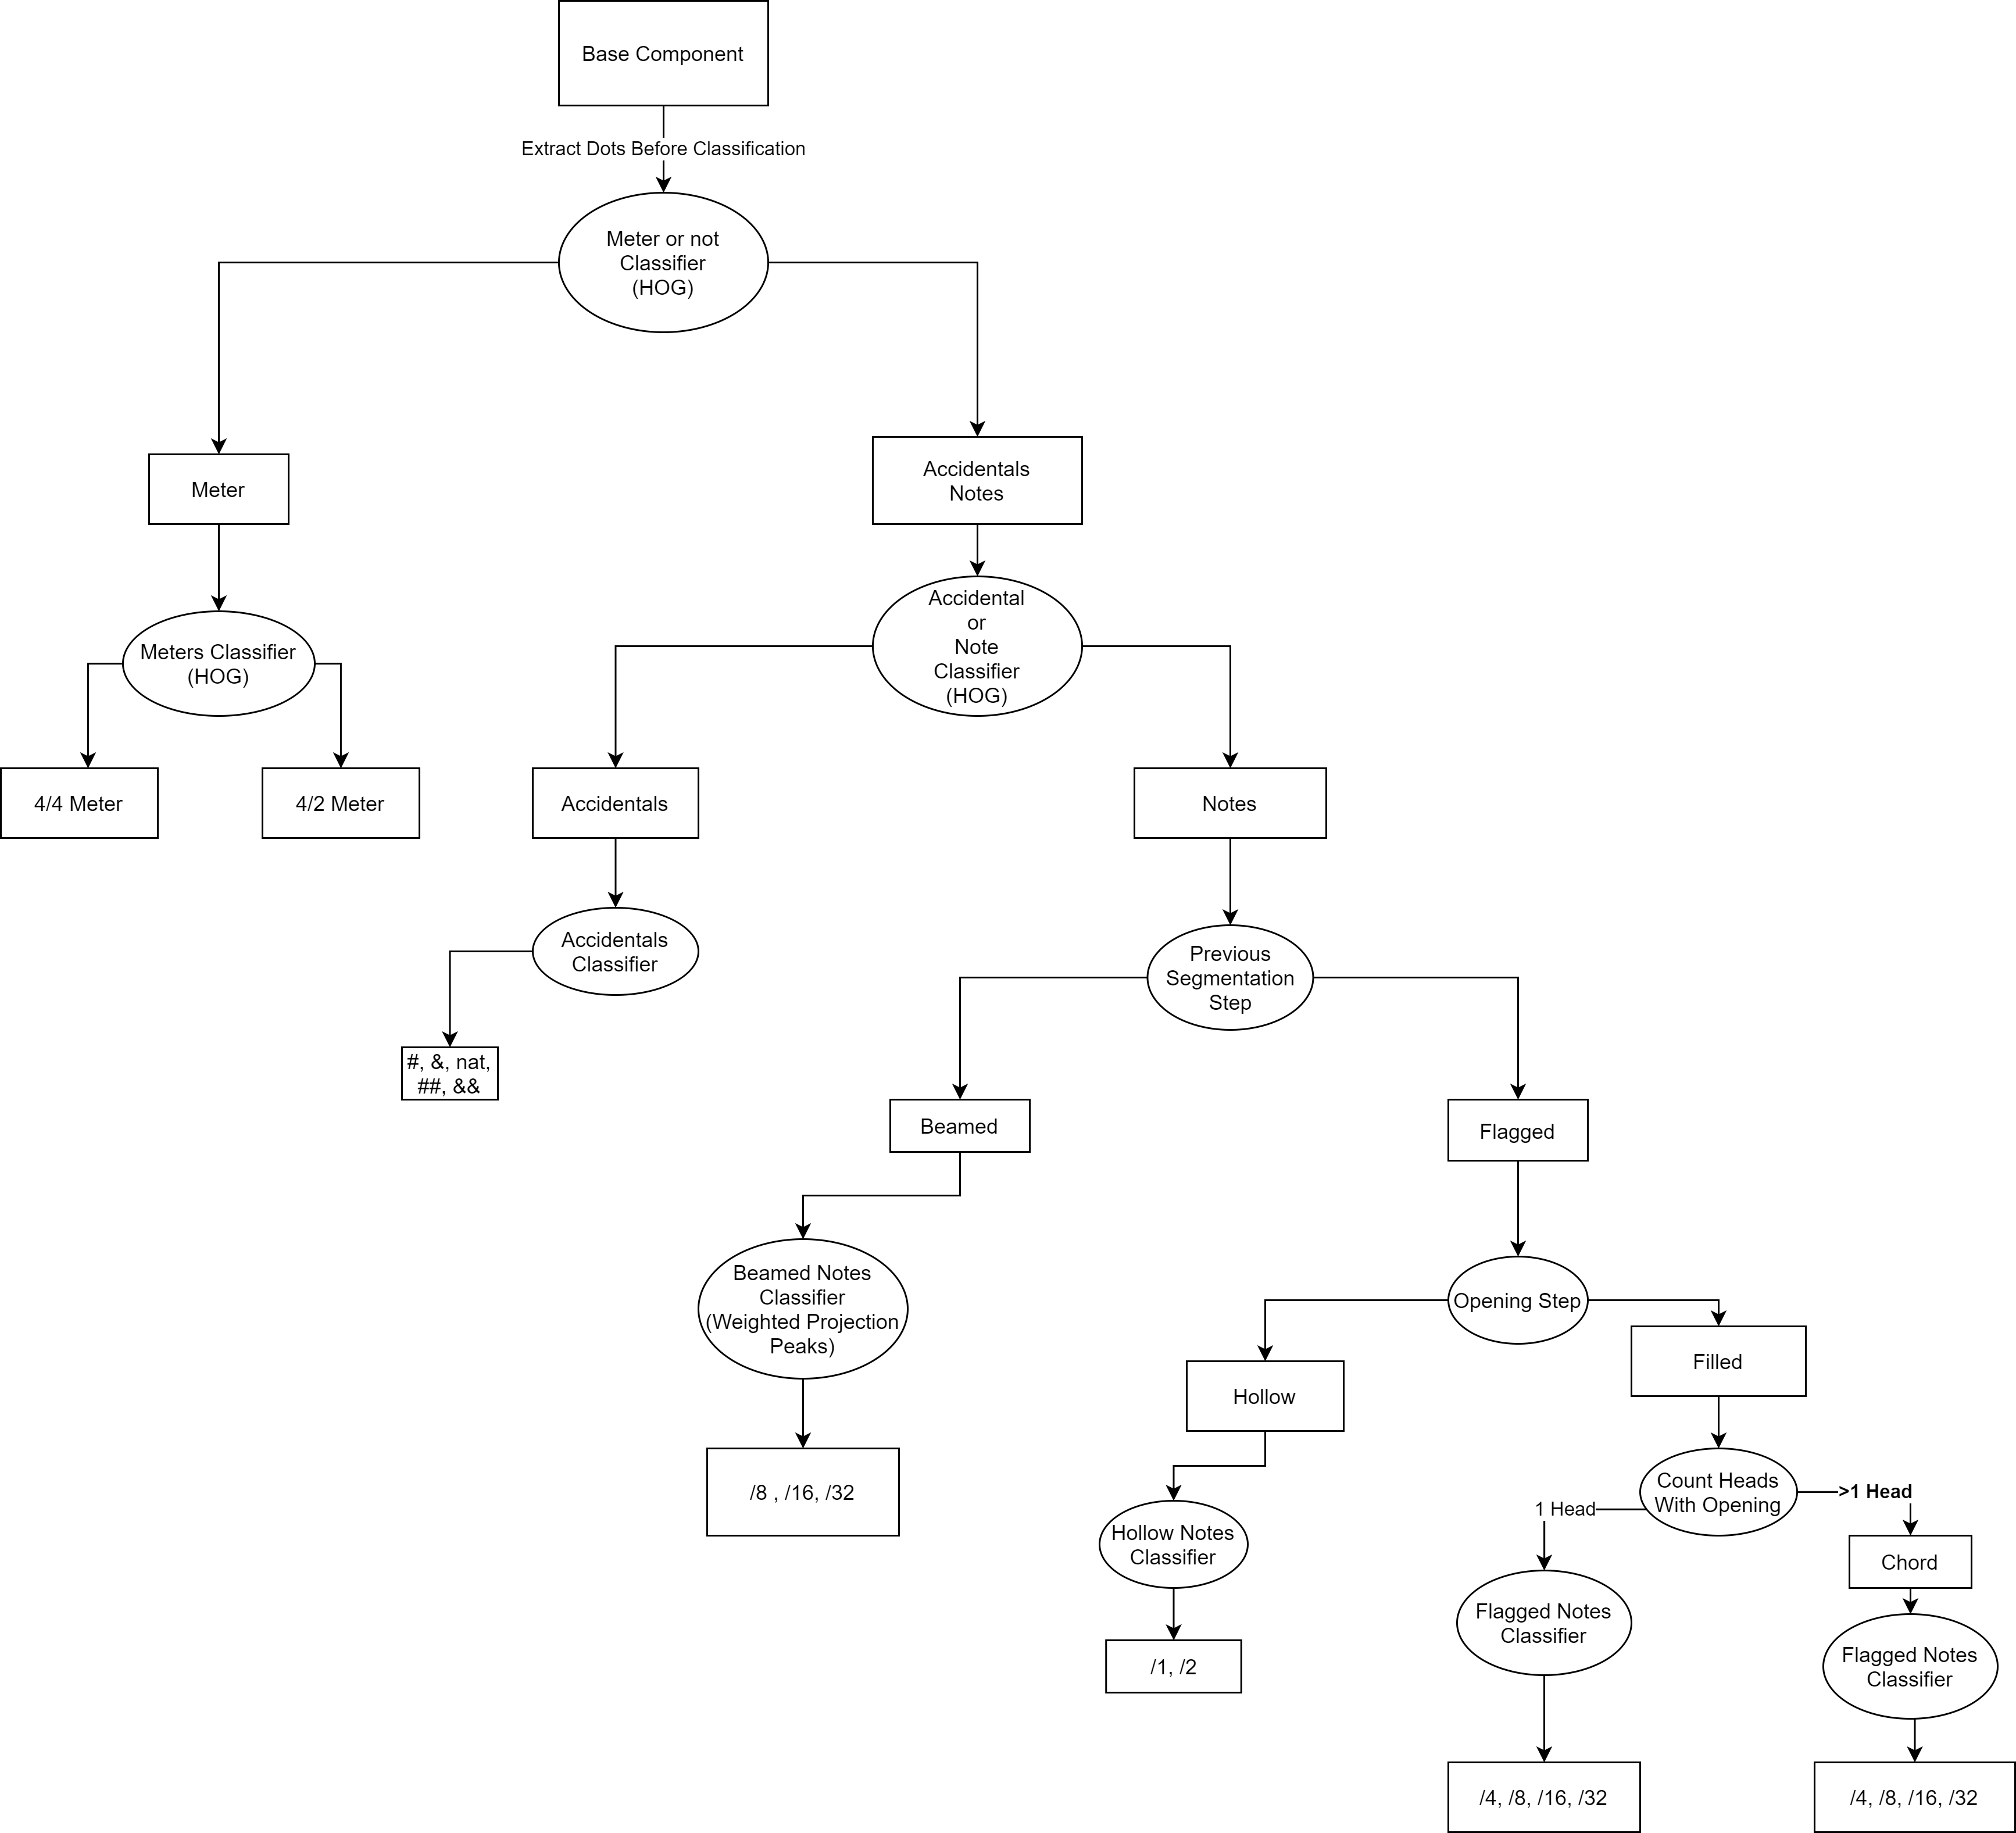 Base Component
Extract Dots Before Classification
Meter or not
Classifier
(HOG)
Meter
Accidentals
Notes
Accidental
or
Note
Classifier
(HOG)
Meters Classifier
(HOG)
4/4 Meter
4/2 Meter
Accidentals
Notes
Accidentals
Classifier
Previous
Segmentation
Step
#, &, nat,
##, &&
Beamed
Flagged
Beamed Notes
Classifier
(Weighted Projection
Peaks)
Opening Step
Hollow
Filled
/8 , /16, /32
Count Heads
With Opening
1 Head
>1 Head
Hollow Notes
Classifier
Chord
Flagged Notes
Classifier
Flagged Notes
Classifier
/1, /2
/4, /8, /16, /32
/4, /8, /16, /32